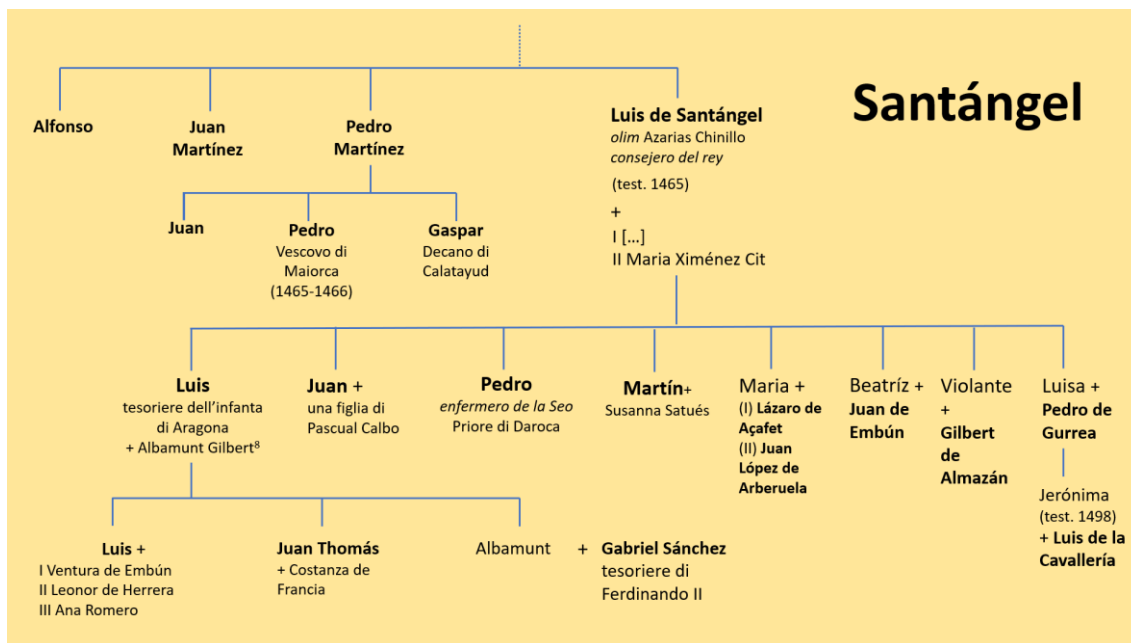 Santángel
Alfonso
Juan
Martínez
Pedro
Martínez
Luis de Santángel
olim Azarias Chinillo
consejero del rey
(test. 1465)
+
I [...]
II Maria Ximénez Cit
Juan
Pedro
Vescovo di
Maiorca
(1465-1466)
Gaspar
Decano di
Calatayud
Luis
tesoriere dell'infanta
di Aragona
+ Albamunt Gilbert⁸
Juan +
una figlia di
Pascual Calbo
Pedro
enfermero de la Seo
Priore di Daroca
Martín+
Susanna Satués
Maria +
(I) Lázaro de
Açafet
(II) Juan
López de
Arberuela
Beatríz +
Juan de
Embún
Violante
+
Gilbert
de
Almazán
Luisa +
Pedro de
Gurrea
Jerónima
(test. 1498)
+ Luis de la
Cavallería
Luis +
I Ventura de Embún
II Leonor de Herrera
III Ana Romero
Juan Thomás
+ Costanza de
Francia
Albamunt
+
Gabriel Sánchez
tesoriere di
Ferdinando II